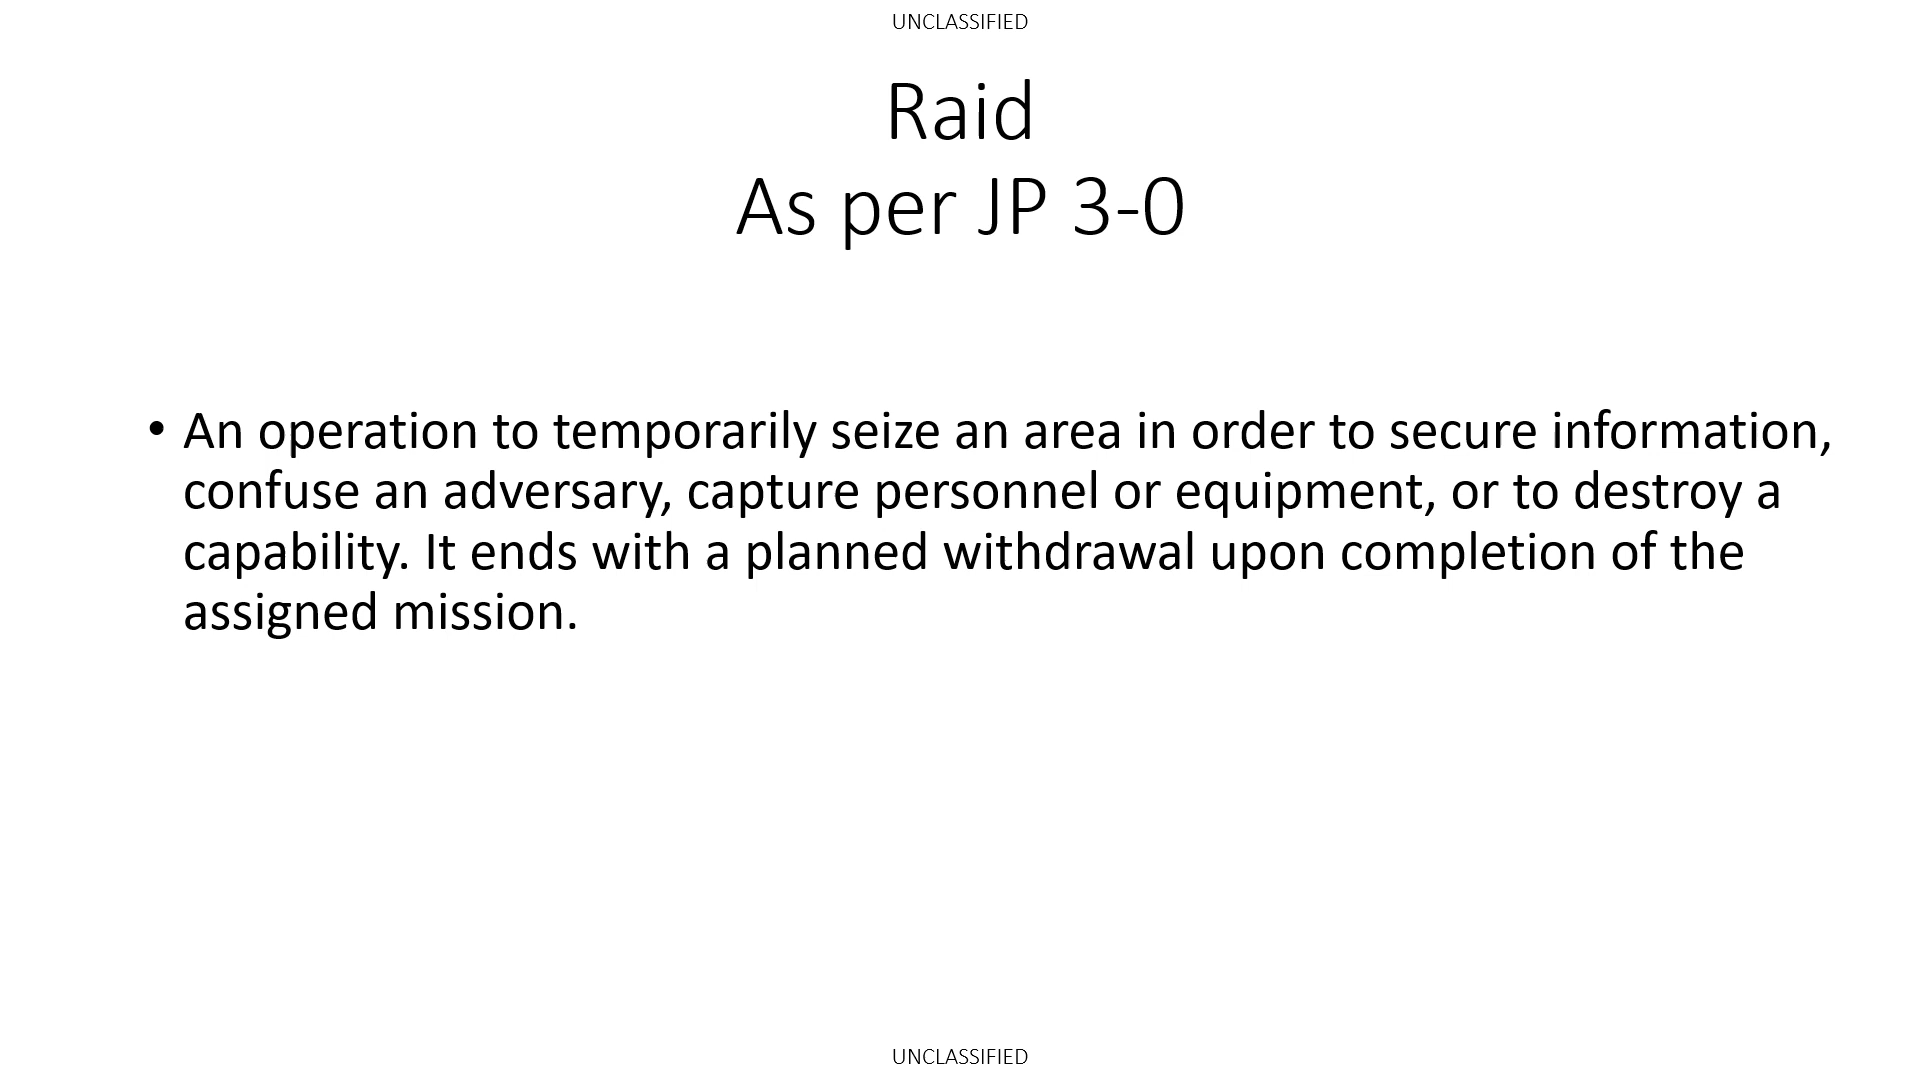 UNCLASSIFIED
Raid
As per JP 3-0
• An operation to temporarily seize an area in order to secure information,
confuse an adversary, capture personnel or equipment, or to destroy a
capability. It ends with a planned withdrawal upon completion of the
assigned mission.
UNCLASSIFIED